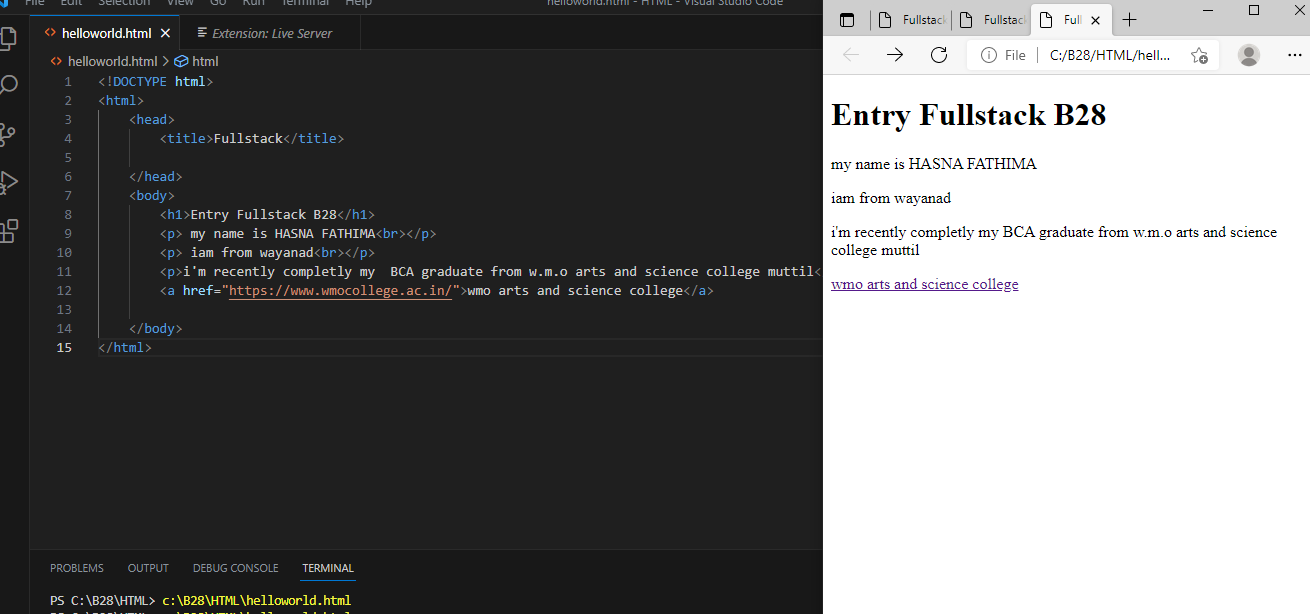 File Edit Selection View Go Run Terminal Help
helloworld.html - HTML - Visual Studio Code
helloworld.html
Extension: Live Server
helloworld.html > html
1 <!DOCTYPE html>
2 <html>
3 <head>
4 <title>Fullstack</title>
5
6 </head>
7 <body>
8 <h1>Entry Fullstack B28</h1>
9 <p> my name is HASNA FATHIMA<br></p>
10 <p> iam from wayanad<br></p>
11 <p>i'm recently completly my  BCA graduate from w.m.o arts and science college muttil<
12 <a href="https://www.wmocollege.ac.in/">wmo arts and science college</a>
13
14 </body>
15 </html>
PROBLEMS OUTPUT DEBUG CONSOLE TERMINAL
PS C:\B28\HTML> c:\B28\HTML\helloworld.html
Fullstac Fullstac Full
File C:/B28/HTML/hell...
Entry Fullstack B28
my name is HASNA FATHIMA
iam from wayanad
i'm recently completly my BCA graduate from w.m.o arts and science
college muttil
wmo arts and science college